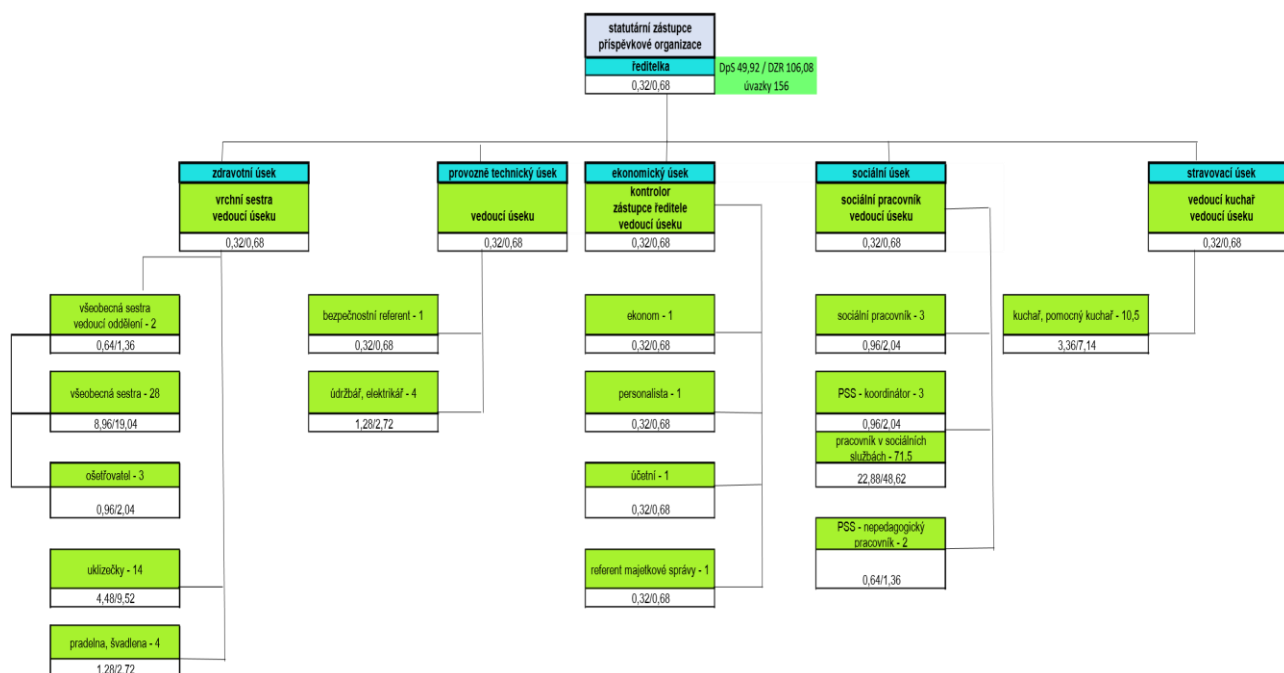 statutární zástupce
příspěvkové organizace
ředitelka
0,32/0,68
DpS 49,92 / DZR 106,08
úvazky 156
zdravotní úsek
vrchní sestra
vedoucí úseku
0,32/0,68
provozně technický úsek
vedoucí úseku
0,32/0,68
ekonomický úsek
kontrolor
zástupce ředitele
vedoucí úseku
0,32/0,68
sociální úsek
sociální pracovník
vedoucí úseku
0,32/0,68
stravovací úsek
vedoucí kuchař
vedoucí úseku
0,32/0,68
všeobecná sestra
vedoucí oddělení - 2
0,64/1,36
všeobecná sestra - 28
8,96/19,04
ošetřovatel - 3
0,96/2,04
uklízečky - 14
4,48/9,52
pradelna, švadlena - 4
1,28/2,72
bezpečnostní referent - 1
0,32/0,68
údržbář, elektrikář - 4
1,28/2,72
ekonom - 1
0,32/0,68
personalista - 1
0,32/0,68
účetní - 1
0,32/0,68
referent majetkové správy - 1
0,32/0,68
sociální pracovník - 3
0,96/2,04
PSS - koordinátor - 3
0,96/2,04
pracovník v sociálních
službách - 71.5
22,88/48,62
PSS - nepedagogický
pracovník - 2
0,64/1,36
kuchař, pomocný kuchař - 10,5
3,36/7,14